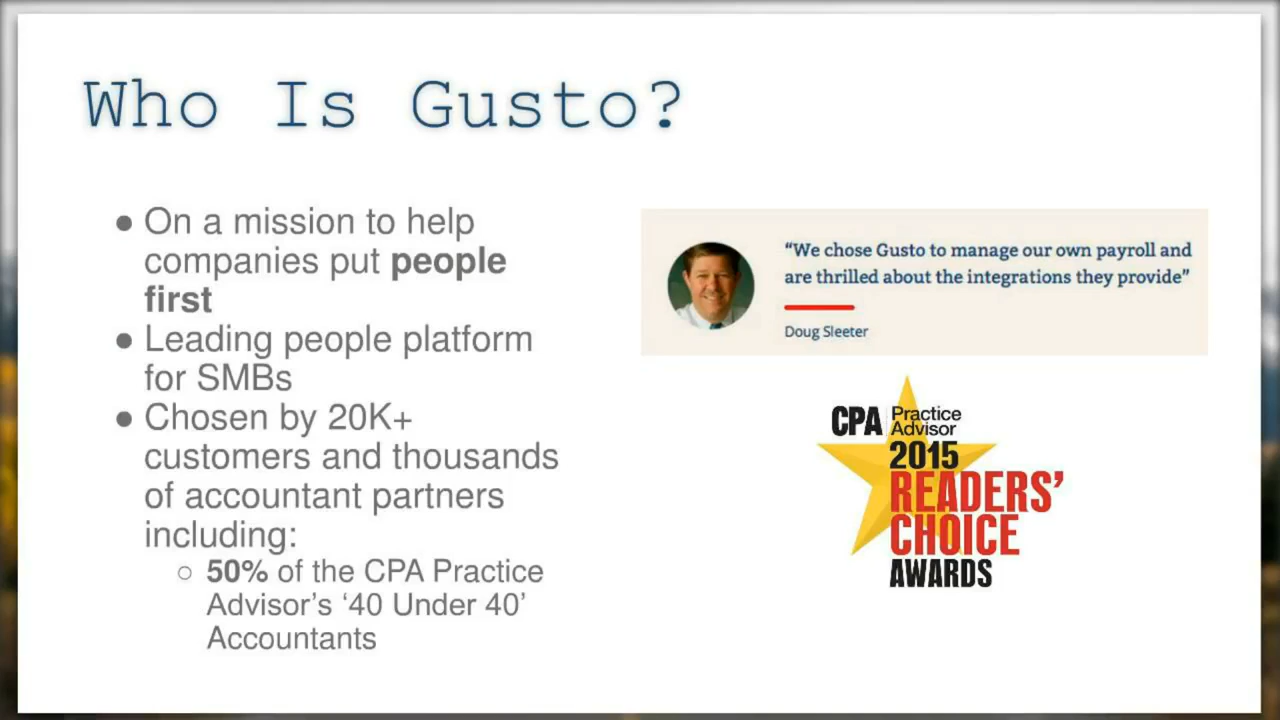 Who Is Gusto?
● On a mission to help
companies put people
first
● Leading people platform
for SMBs
● Chosen by 20K+
customers and thousands
of accountant partners
including:
○ 50% of the CPA Practice
Advisor’s ‘40 Under 40’
Accountants
“We chose Gusto to manage our own payroll and
are thrilled about the integrations they provide”
Doug Sleeter
CPA Practice
Advisor
2015
READERS’
CHOICE
AWARDS